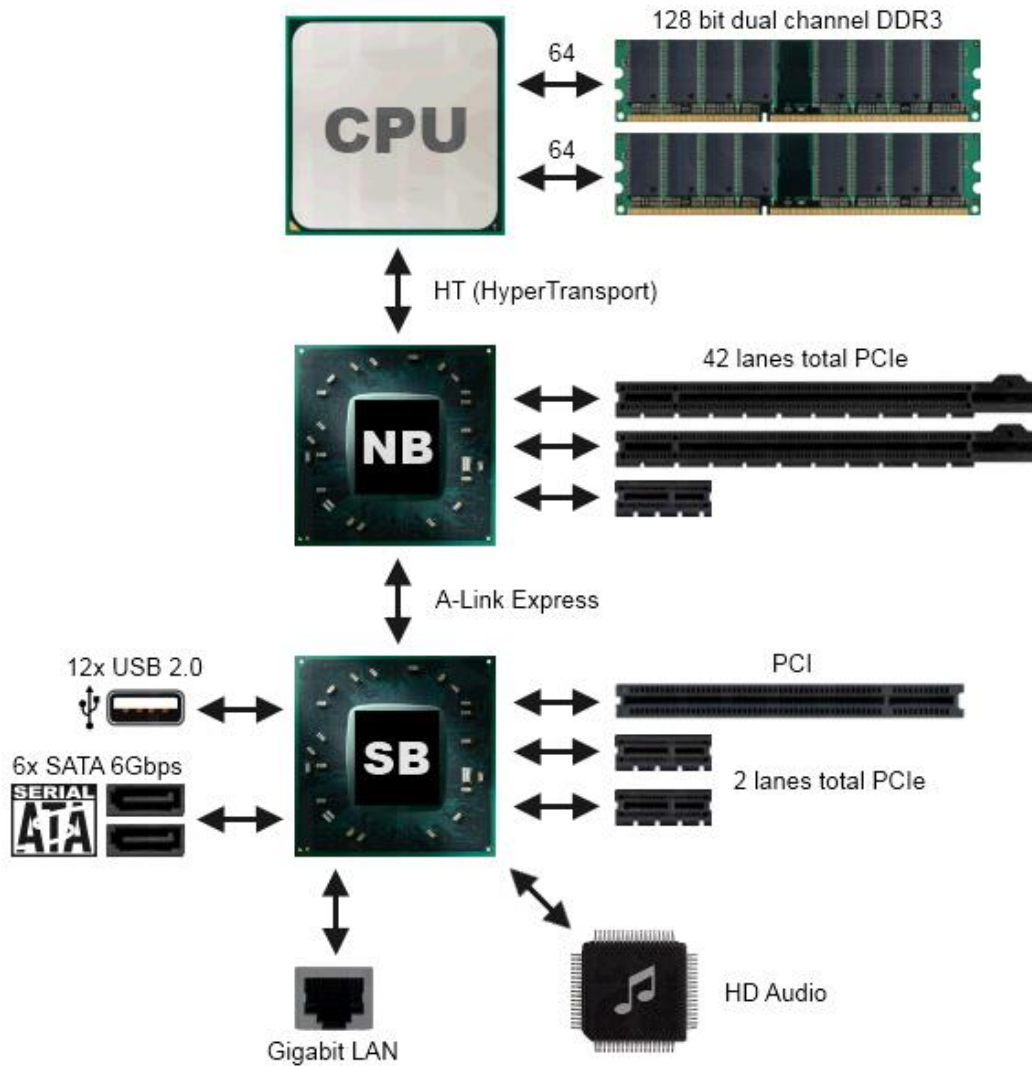 128 bit dual channel DDR3
64
CPU
64
HT (HyperTransport)
42 lanes total PCIe
NB
A-Link Express
12x USB 2.0
PCI
SB
6x SATA 6Gbps
2 lanes total PCIe
SERIAL
ATA
HD Audio
Gigabit LAN